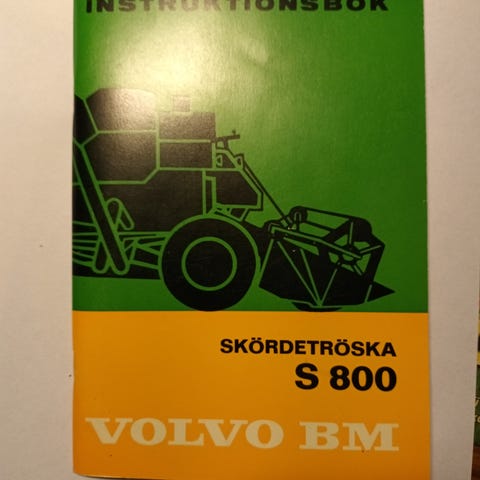 INSTRUKTIONSBOK
SKÖRDETRÖSKA
S 800
VOLVO BM